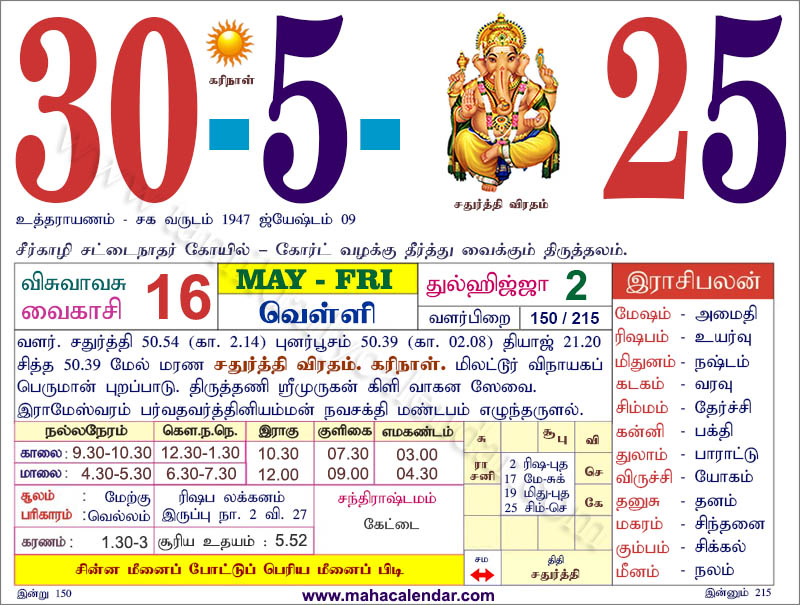 30 - 5 - 25
கரிநாள்
சதுர்த்தி விரதம்
உத்தராயணம் - சக வருடம் 1947 ஜ்யேஷ்டம் 09
சீர்காழி சட்டைநாதர் கோயில் – கோர்ட் வழக்கு தீர்த்து வைக்கும் திருத்தலம்.
விசுவாவசு
வைகாசி 16
MAY - FRI
வெள்ளி
துல்ஹிஜ்ஜா 2
வளர்பிறை 150 / 215
வளர். சதுர்த்தி 50.54 (கா. 2.14) புனர்பூசம் 50.39 (கா. 02.08) தியாஜ் 21.20
சித்த 50.39 மேல் மரண சதுர்த்தி விரதம். கரிநாள். மிலட்டூர் விநாயகப்
பெருமான் புறப்பாடு. திருத்தணி ஸ்ரீமுருகன் கிளி வாகன ஸேவை.
இராமேஸ்வரம் பர்வதவர்த்தினியம்மன் நவசக்தி மண்டபம் எழுந்தருளல்.
நல்லநேரம் கௌ.ந.நெ. இராகு குளிகை எமகண்டம்
காலை: 9.30-10.30 12.30-1.30 10.30 07.30 03.00
மாலை: 4.30-5.30 6.30-7.30 12.00 09.00 04.30
சூலம் : மேற்கு
பரிகாரம் : வெல்லம்
ரிஷப லக்கனம்
இருப்பு நா. 2 வி. 27
சந்திராஷ்டமம்
கேட்டை
கரணம் : 1.30-3 சூரிய உதயம் : 5.52
சின்ன மீனைப் போட்டுப் பெரிய மீனைப் பிடி
சு சூ பு வி
ரா சனி
2 ரிஷ-புத
17 மே-சுக்
19 மிது-புத
25 சிம்-செ
செ
கே
சம
திதி
சதுர்த்தி
இராசிபலன்
மேஷம் - அமைதி
ரிஷபம் - உயர்வு
மிதுனம் - நஷ்டம்
கடகம் - வரவு
சிம்மம் - தேர்ச்சி
கன்னி - பக்தி
துலாம் - பாராட்டு
விருச்சி - யோகம்
தனுசு - தனம்
மகரம் - சிந்தனை
கும்பம் - சிக்கல்
மீனம் - நலம்
இன்று 150
www.mahacalendar.com
இன்னும் 215